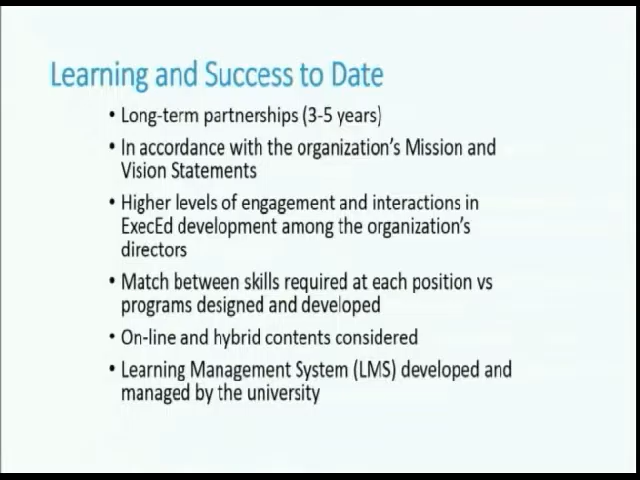 Learning and Success to Date
• Long-term partnerships (3-5 years)
• In accordance with the organization's Mission and
Vision Statements
• Higher levels of engagement and interactions in
ExecEd development among the organization's
directors
• Match between skills required at each position vs
programs designed and developed
• On-line and hybrid contents considered
• Learning Management System (LMS) developed and
managed by the university